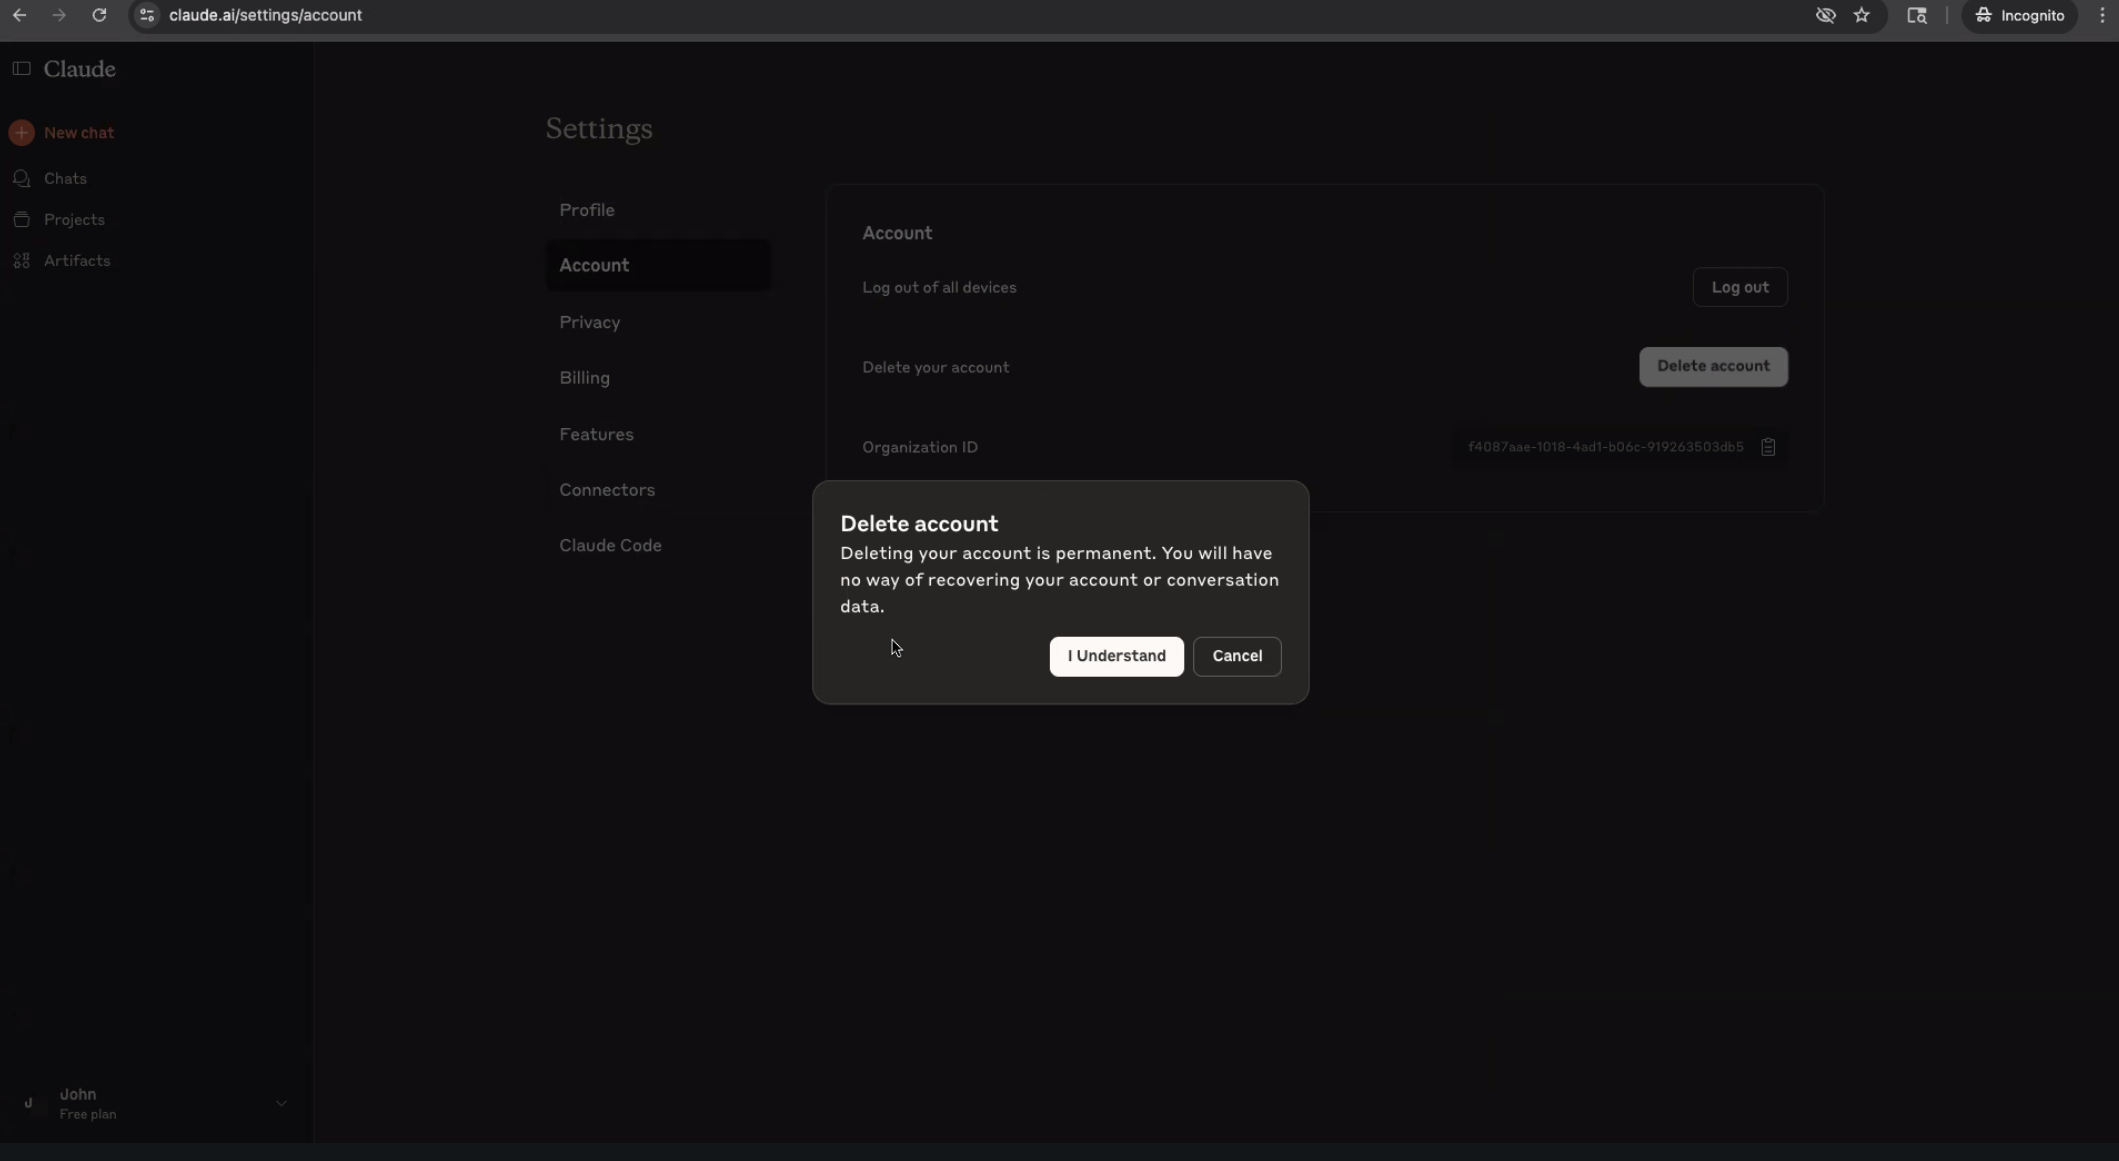 claude.ai/settings/account
Incognito
Claude
New chat
Chats
Projects
Artifacts
Settings
Profile
Account
Privacy
Billing
Features
Connectors
Claude Code
Account
Log out of all devices
Log out
Delete your account
Delete account
Organization ID
f4087aae-1018-4ad1-b06c-919263503db5
Delete account
Deleting your account is permanent. You will have
no way of recovering your account or conversation
data.
I Understand
Cancel
J
John
Free plan